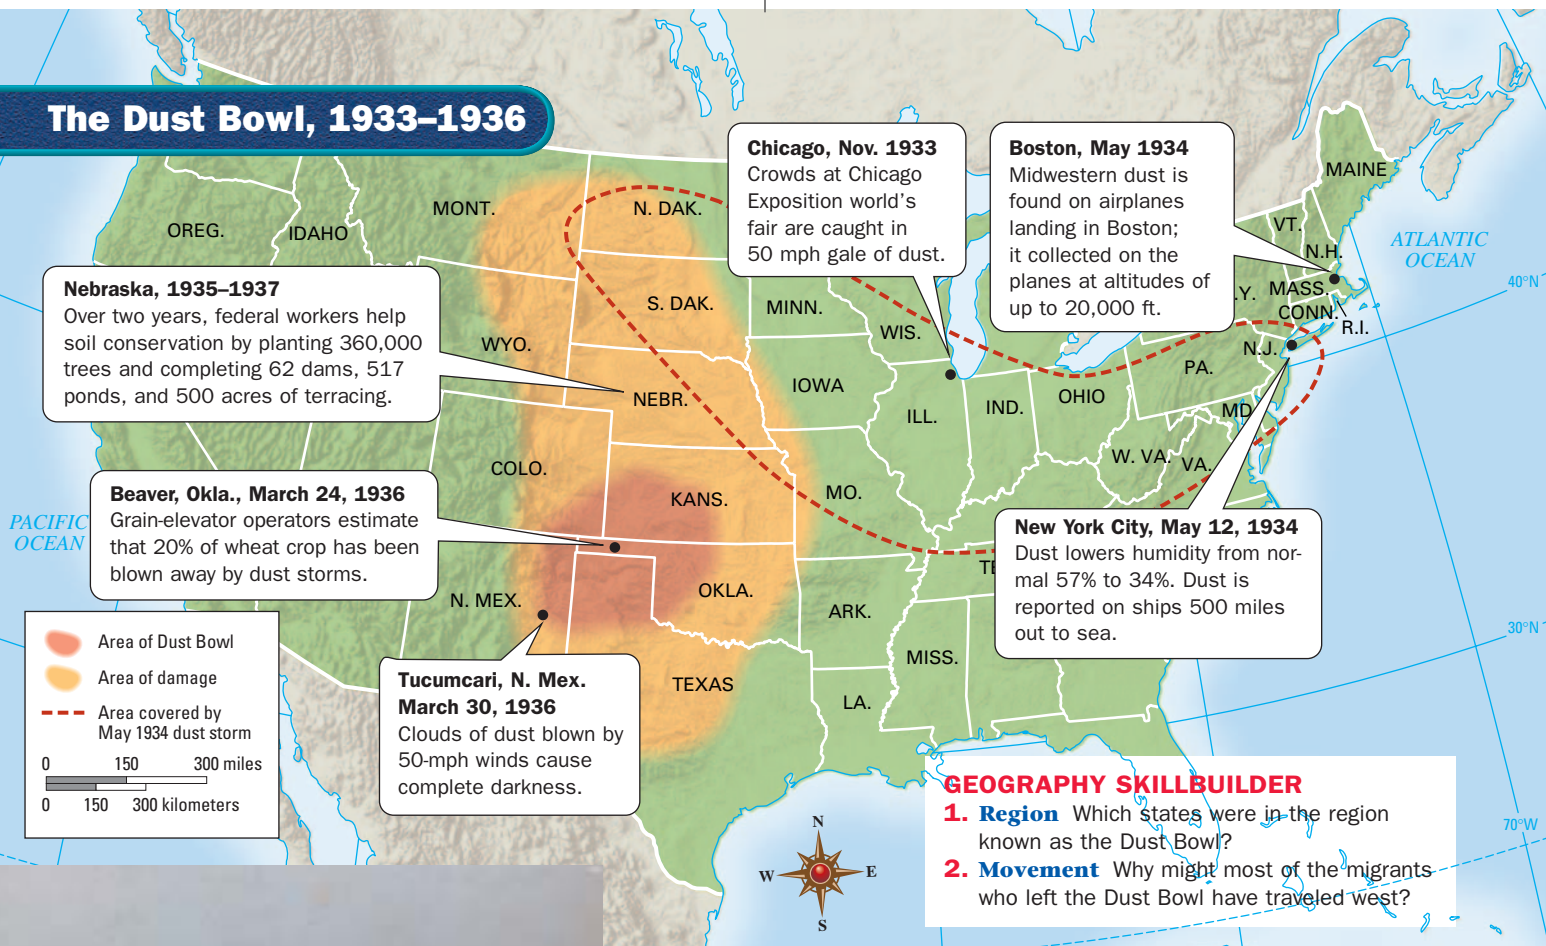 The Dust Bowl, 1933–1936
Chicago, Nov. 1933
Crowds at Chicago
Exposition world's
fair are caught in
50 mph gale of dust.
Boston, May 1934
Midwestern dust is
found on airplanes
landing in Boston;
it collected on the
planes at altitudes of
up to 20,000 ft.
Nebraska, 1935–1937
Over two years, federal workers help
soil conservation by planting 360,000
trees and completing 62 dams, 517
ponds, and 500 acres of terracing.
Beaver, Okla., March 24, 1936
Grain-elevator operators estimate
that 20% of wheat crop has been
blown away by dust storms.
New York City, May 12, 1934
Dust lowers humidity from nor-
mal 57% to 34%. Dust is
reported on ships 500 miles
out to sea.
Tucumcari, N. Mex.
March 30, 1936
Clouds of dust blown by
50-mph winds cause
complete darkness.
OREG.
IDAHO
MONT.
N. DAK.
S. DAK.
MINN.
WIS.
WYO.
NEBR.
IOWA
ILL.
IND.
OHIO
PA.
N.J.
MD.
W. VA.
VA.
COLO.
KANS.
MO.
N. MEX.
OKLA.
ARK.
TE
TEXAS
LA.
MISS.
MAINE
VT.
N.H.
.Y.
MASS.
CONN.
R.I.
ATLANTIC
OCEAN
PACIFIC
OCEAN
40°N
30°N
70°W
Area of Dust Bowl
Area of damage
Area covered by
May 1934 dust storm
0 150 300 miles
0 150 300 kilometers
N
W E
S
GEOGRAPHY SKILLBUILDER
1. Region Which states were in the region
known as the Dust Bowl?
2. Movement Why might most of the migrants
who left the Dust Bowl have traveled west?